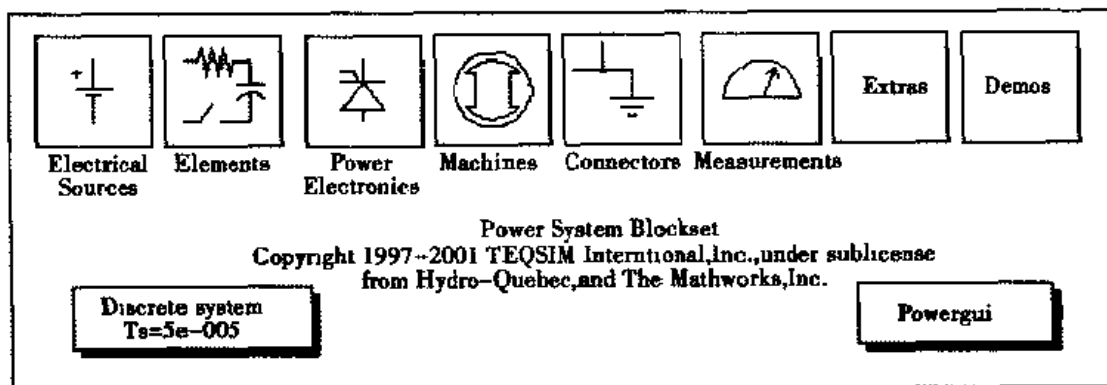 Extras
Demos
Electrical Sources
Elements
Power Electronics
Machines
Connectors
Measurements
Power System Blockset
Copyright 1997--2001 TEQSIM Interntional,Inc.,under sublicense
from Hydro-Quebec,and The Mathworks,Inc.
Discrete system
Ts=5e-005
Powergui